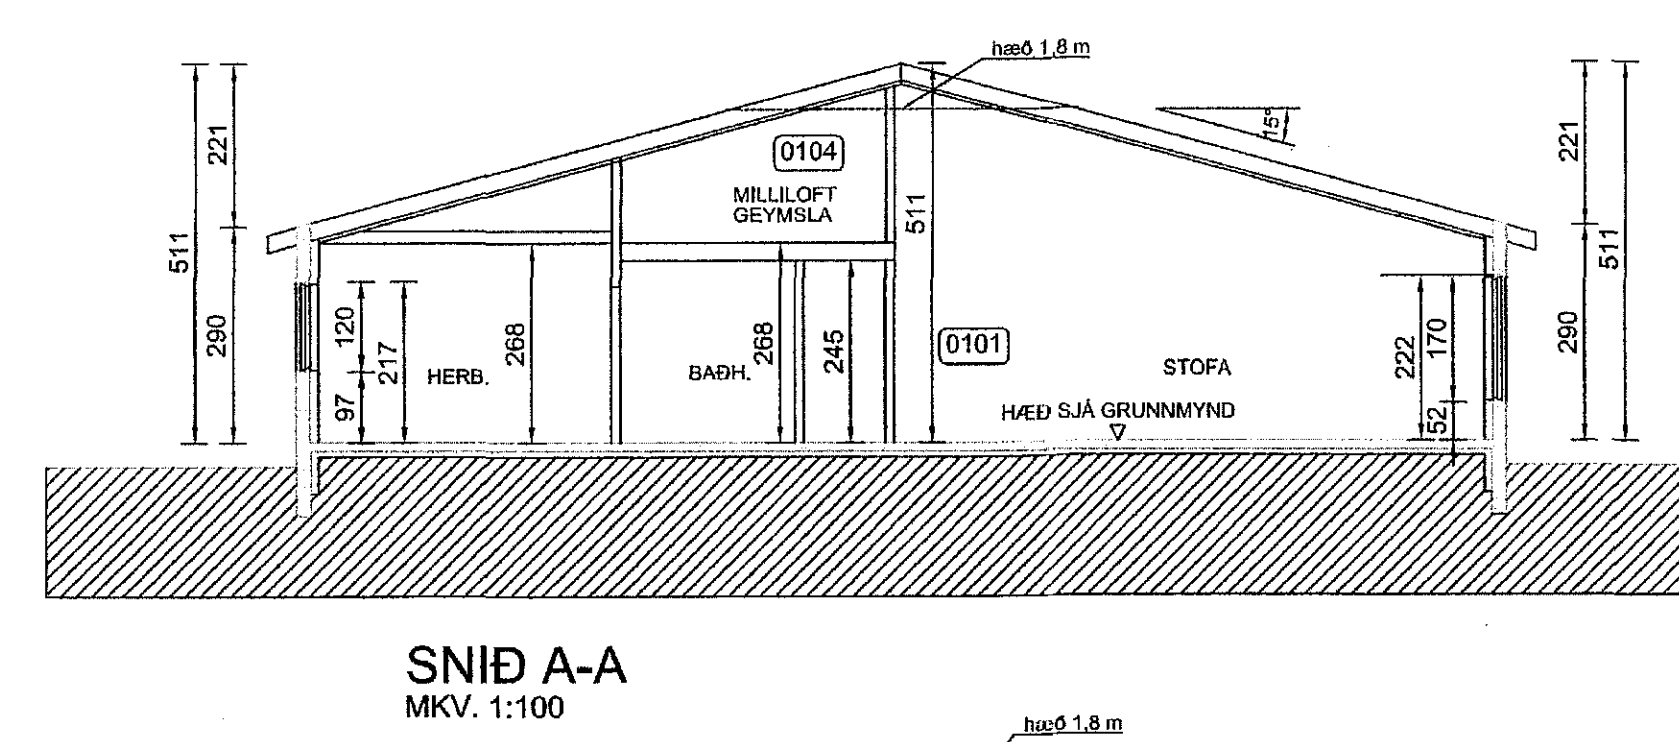 hæð 1,8 m
221
221
15°
0104
MILLILOFT
GEYMSLA
511
511
511
290
290
120
217
97
HERB.
268
BAÐH.
268
245
0101
STOFA
HÆÐ SJÁ GRUNNMYND
222
170
52
SNIÐ A-A
MKV. 1:100
hæð 1,8 m